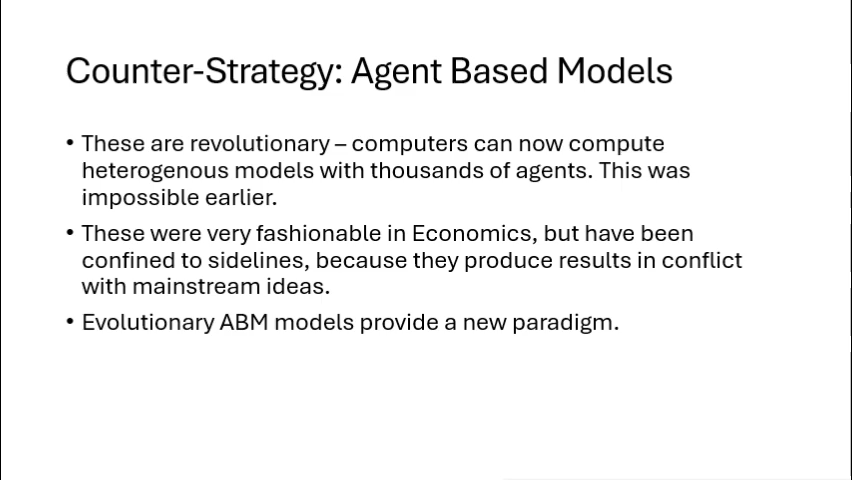 Counter-Strategy: Agent Based Models
• These are revolutionary – computers can now compute
heterogenous models with thousands of agents. This was
impossible earlier.
• These were very fashionable in Economics, but have been
confined to sidelines, because they produce results in conflict
with mainstream ideas.
• Evolutionary ABM models provide a new paradigm.